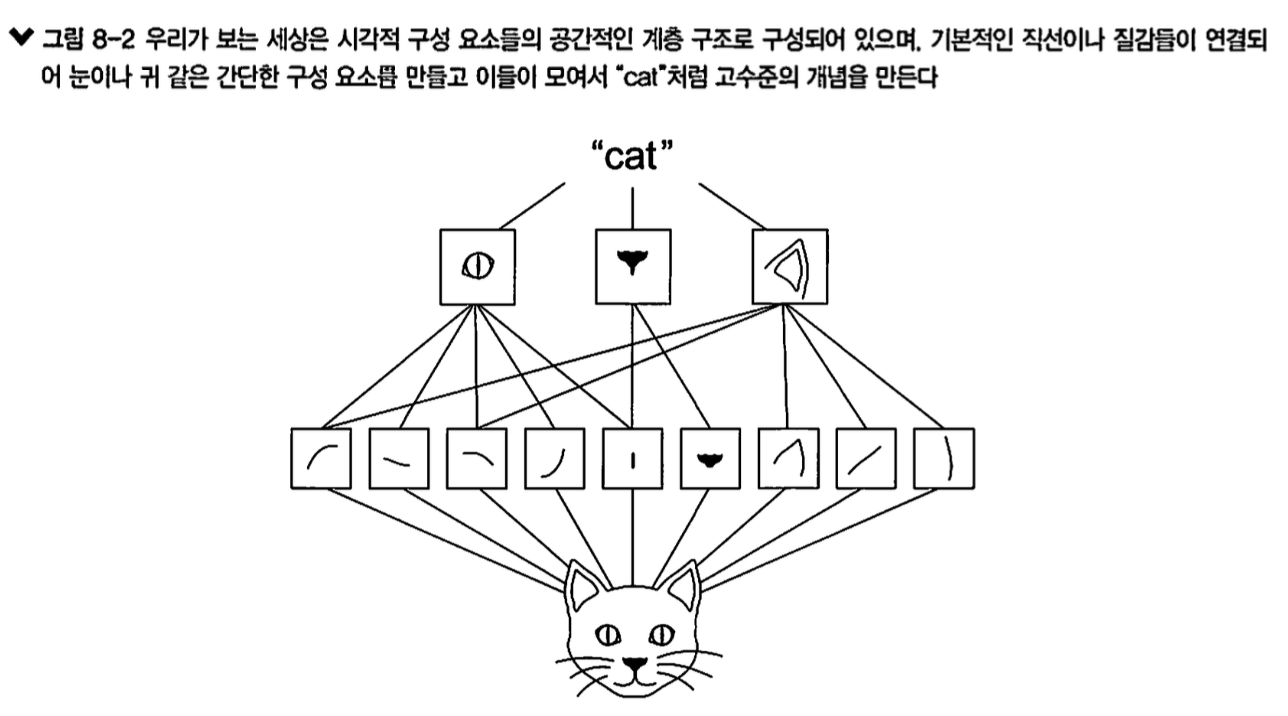 그림 8-2 우리가 보는 세상은 시각적 구성 요소들의 공간적인 계층 구조로 구성되어 있으며, 기본적인 직선이나 질감들이 연결되
어 눈이나 귀 같은 간단한 구성 요소를 만들고 이들이 모여서 “cat”처럼 고수준의 개념을 만든다
“cat”